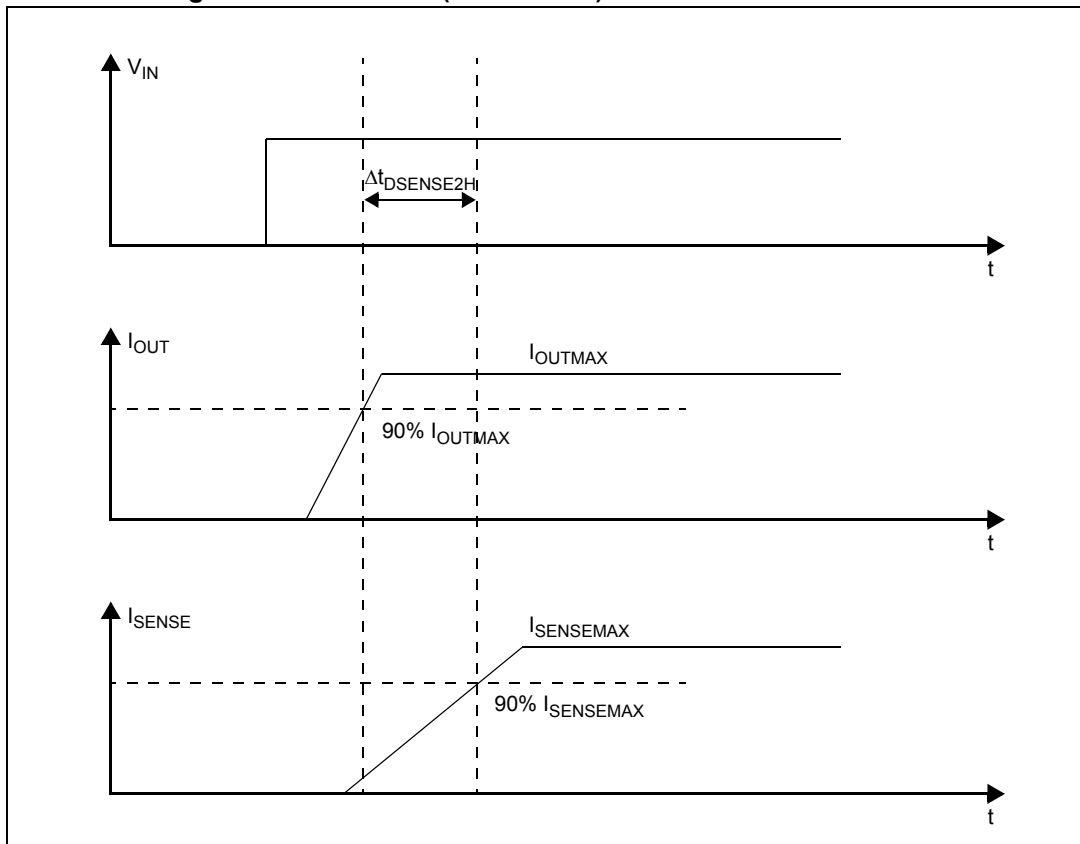 V_IN
Δt_DSENSE2H
t
I_OUT
I_OUTMAX
90% I_OUTMAX
t
I_SENSE
I_SENSEMAX
90% I_SENSEMAX
t